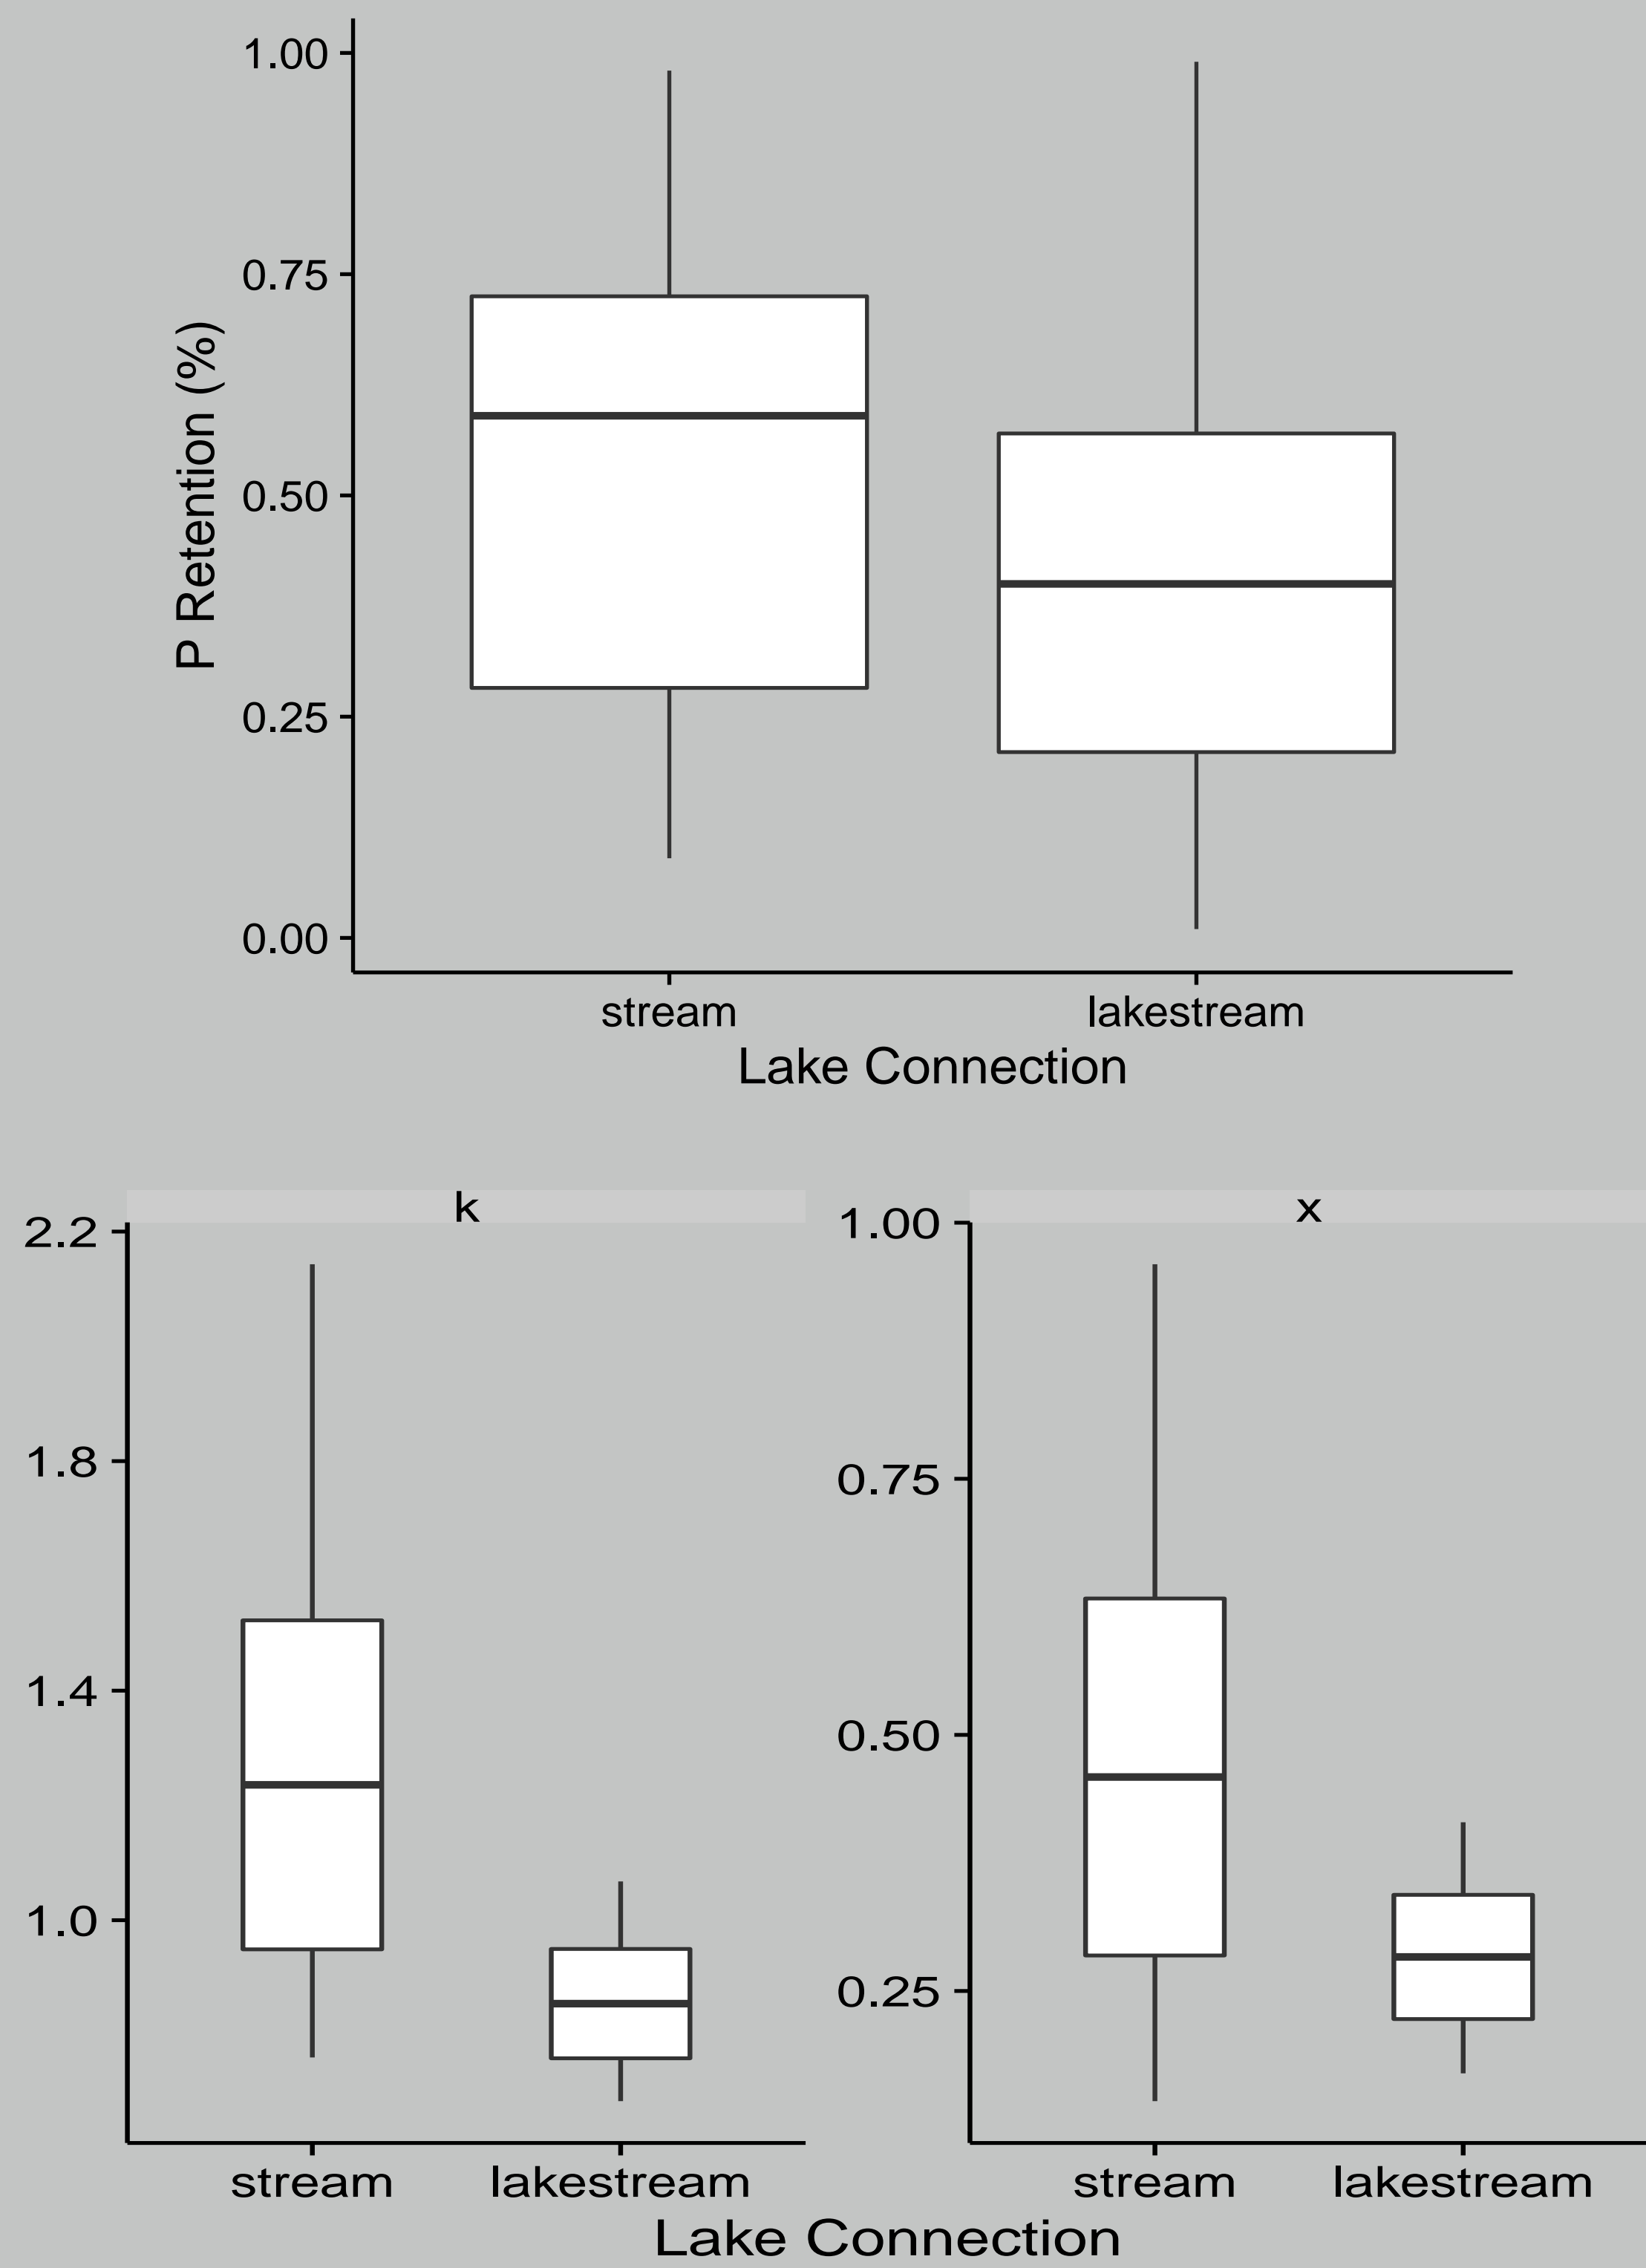 1.00
0.75
P Retention (%)
0.50
0.25
0.00
stream lakestream
Lake Connection
k x
2.2 1.00
1.8 0.75
1.4 0.50
1.0 0.25
stream lakestream stream lakestream
Lake Connection